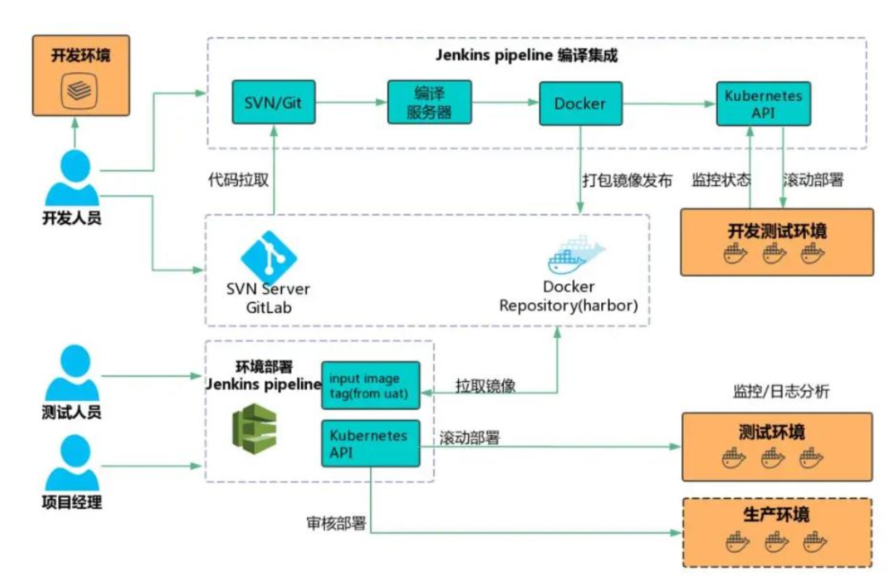 开发环境
Jenkins pipeline 编译集成
SVN/Git
编译
服务器
Docker
Kubernetes
API
代码拉取
打包镜像发布
监控状态
滚动部署
开发人员
开发测试环境
SVN Server
GitLab
Docker
Repository(harbor)
环境部署
Jenkins pipeline
input image
tag(from uat)
拉取镜像
测试人员
监控/日志分析
Kubernetes
API
滚动部署
测试环境
项目经理
审核部署
生产环境